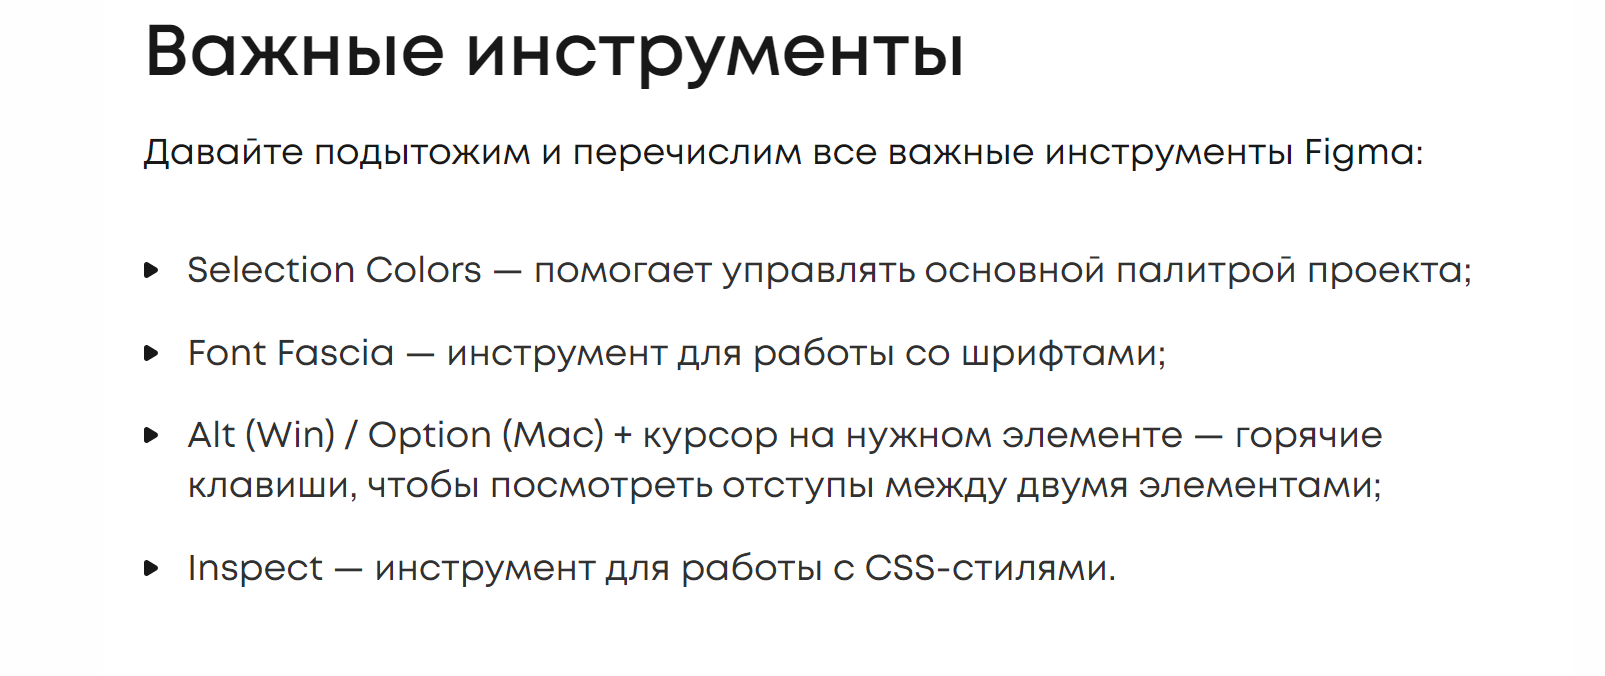 Важные инструменты
Давайте подытожим и перечислим все важные инструменты Figma:
Selection Colors — помогает управлять основной палитрой проекта;
Font Fascia — инструмент для работы со шрифтами;
Alt (Win) / Option (Mac) + курсор на нужном элементе — горячие
клавиши, чтобы посмотреть отступы между двумя элементами;
Inspect — инструмент для работы с CSS-стилями.